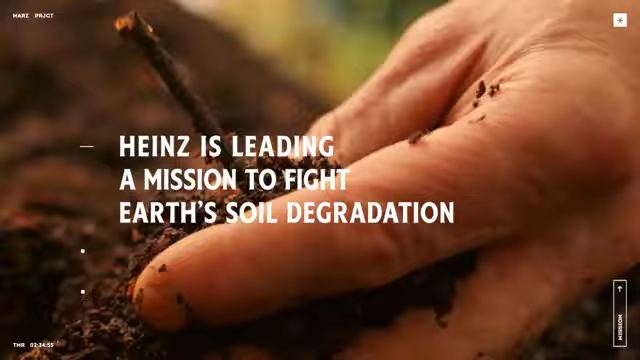 MARZ PRJCT
HEINZ IS LEADING
A MISSION TO FIGHT
EARTH'S SOIL DEGRADATION
MISSION
TMR 02:34:55